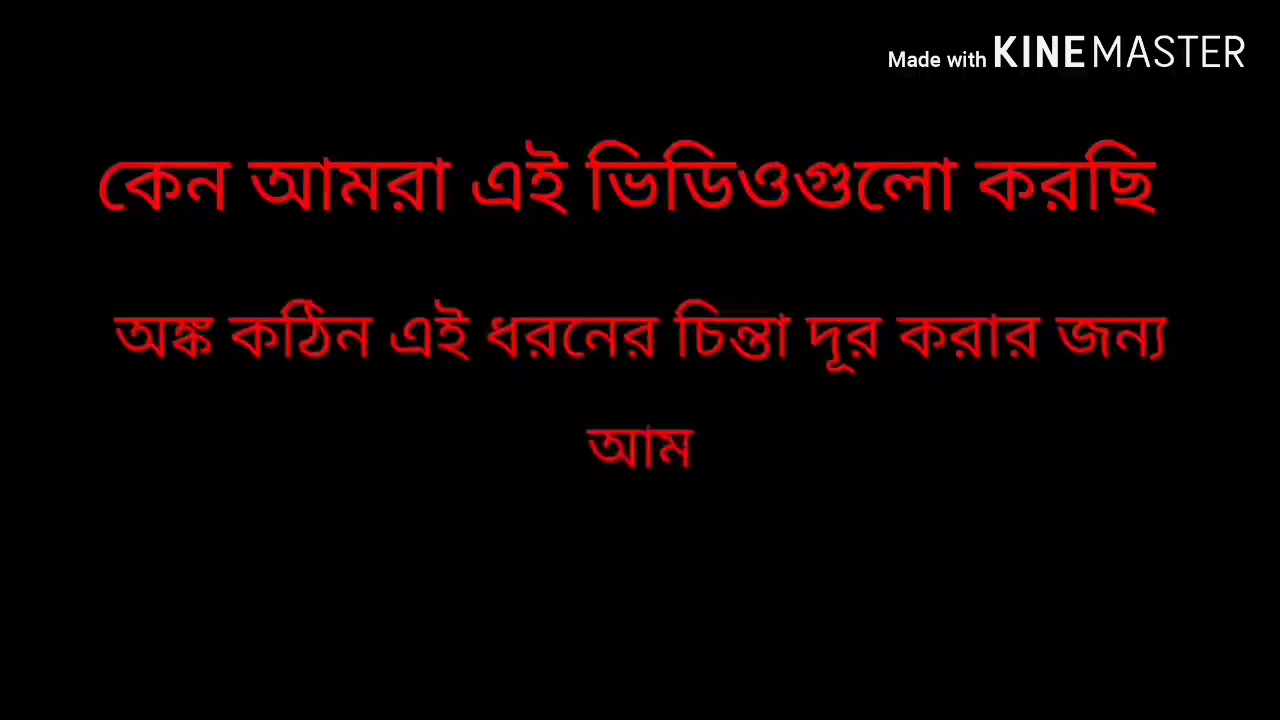 Made with KINEMASTER
কেন আমরা এই ভিডিওগুলো করছি
অঙ্ক কঠিন এই ধরনের চিন্তা দূর করার জন্য
আম